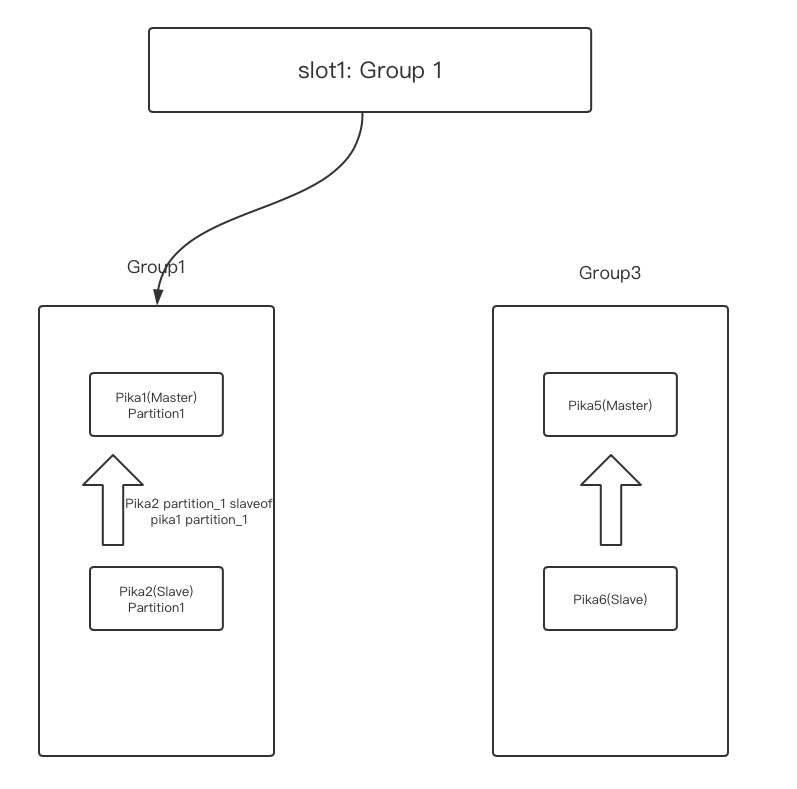 slot1: Group 1
Group1
Group3
Pika1(Master)
Partition1
Pika5(Master)
Pika2 partition_1 slaveof
pika1 partition_1
Pika2(Slave)
Partition1
Pika6(Slave)